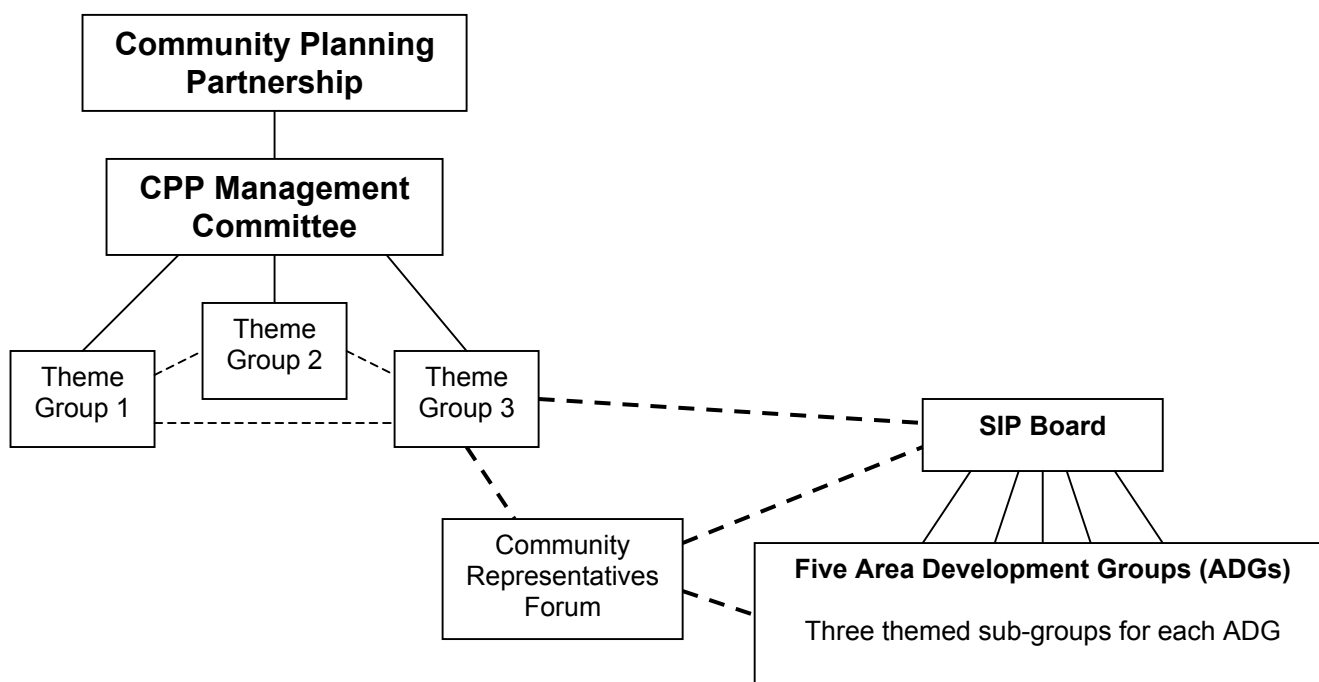 Community Planning
Partnership
CPP Management
Committee
Theme
Group 1
Theme
Group 2
Theme
Group 3
SIP Board
Community
Representatives
Forum
Five Area Development Groups (ADGs)
Three themed sub-groups for each ADG